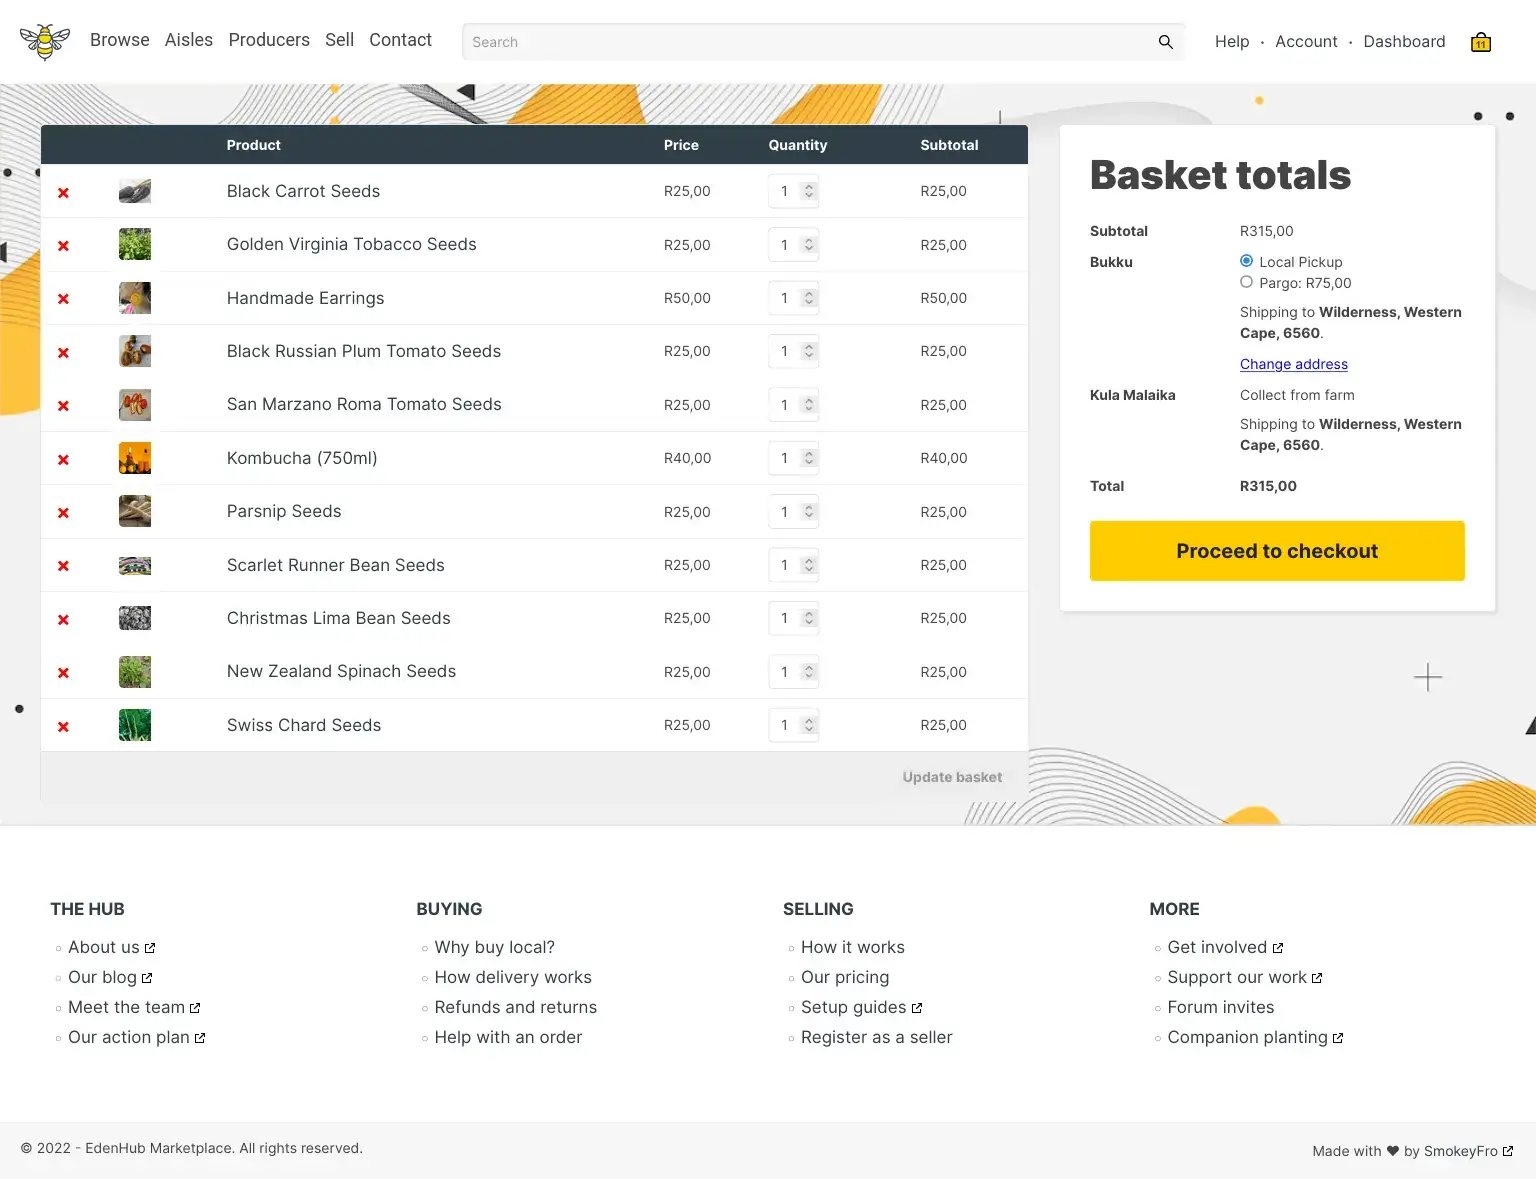 Browse Aisles Producers Sell Contact Search Help · Account · Dashboard 11
Product Price Quantity Subtotal
Black Carrot Seeds R25,00 1 R25,00
Golden Virginia Tobacco Seeds R25,00 1 R25,00
Handmade Earrings R50,00 1 R50,00
Black Russian Plum Tomato Seeds R25,00 1 R25,00
San Marzano Roma Tomato Seeds R25,00 1 R25,00
Kombucha (750ml) R40,00 1 R40,00
Parsnip Seeds R25,00 1 R25,00
Scarlet Runner Bean Seeds R25,00 1 R25,00
Christmas Lima Bean Seeds R25,00 1 R25,00
New Zealand Spinach Seeds R25,00 1 R25,00
Swiss Chard Seeds R25,00 1 R25,00
Update basket
Basket totals
Subtotal R315,00
Bukku Local Pickup
Pargo: R75,00
Shipping to Wilderness, Western
Cape, 6560.
Change address
Kula Malaika Collect from farm
Shipping to Wilderness, Western
Cape, 6560.
Total R315,00
Proceed to checkout
THE HUB
About us
Our blog
Meet the team
Our action plan
BUYING
Why buy local?
How delivery works
Refunds and returns
Help with an order
SELLING
How it works
Our pricing
Setup guides
Register as a seller
MORE
Get involved
Support our work
Forum invites
Companion planting
© 2022 - EdenHub Marketplace. All rights reserved.
Made with ♥ by SmokeyFro